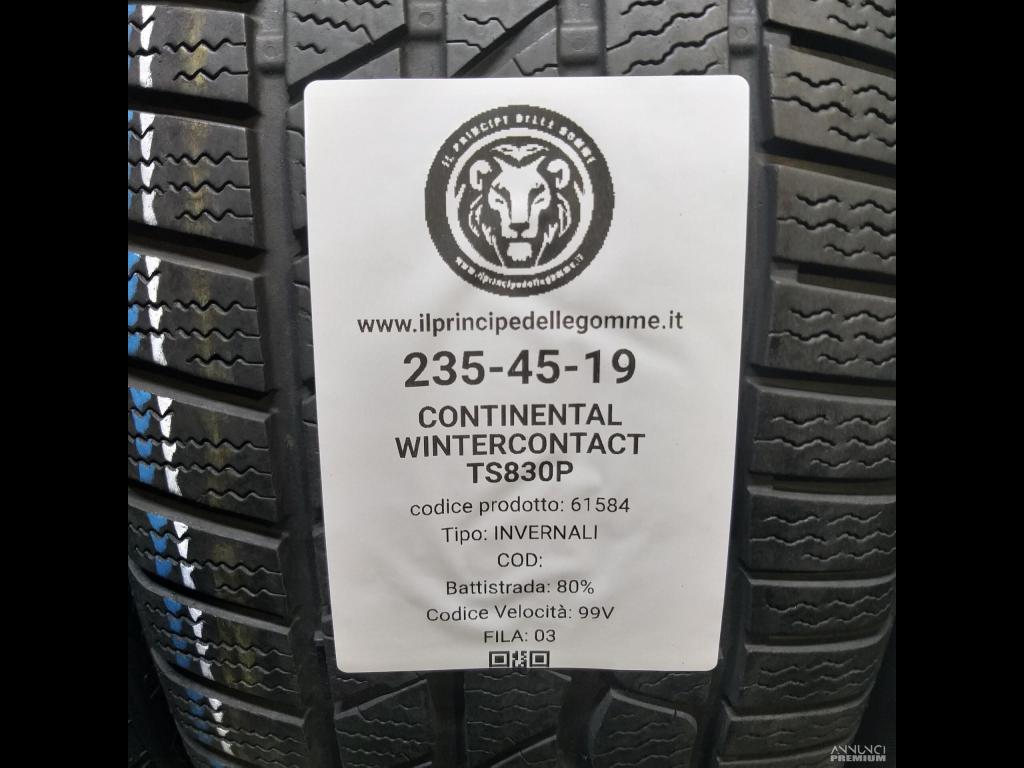 IL PRINCIPE DELLE GOMME
www.ilprincipedellegomme.it
www.ilprincipedellegomme.it
235-45-19
CONTINENTAL
WINTERCONTACT
TS830P
codice prodotto: 61584
Tipo: INVERNALI
COD:
Battistrada: 80%
Codice Velocità: 99V
FILA: 03
ANNUNCI
PREMIUM